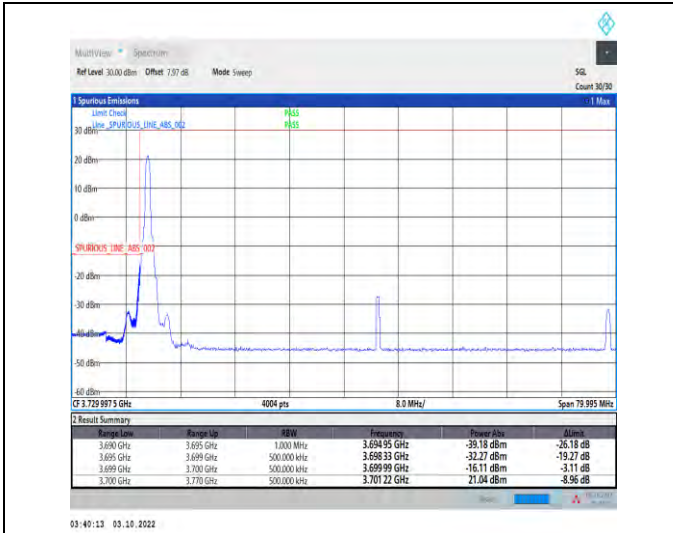 MultiView Spectrum
Ref Level 30.00 dBm Offset 7.97 dB Mode Sweep SGL
Count 30/30
1 Spurious Emissions 1 Max
Limit Check PASS
Line _SPURIOUS_LINE_ABS_002 PASS
30 dBm
20 dBm
10 dBm
0 dBm
SPURIOUS_LINE_ABS_002
-20 dBm
-30 dBm
-40 dBm
-50 dBm
-60 dBm
CF 3.729 997 5 GHz 4004 pts 8.0 MHz/ Span 79.995 MHz
2 Result Summary
Range Low Range Up RBW Frequency Power Abs ΔLimit
3.690 GHz 3.695 GHz 1.000 MHz 3.694 95 GHz -39.18 dBm -26.18 dB
3.695 GHz 3.699 GHz 500.000 kHz 3.698 33 GHz -32.27 dBm -19.27 dB
3.699 GHz 3.700 GHz 500.000 kHz 3.699 99 GHz -16.11 dBm -3.11 dB
3.700 GHz 3.770 GHz 500.000 kHz 3.701 22 GHz 21.04 dBm -8.96 dB
03:40:13 03.10.2022